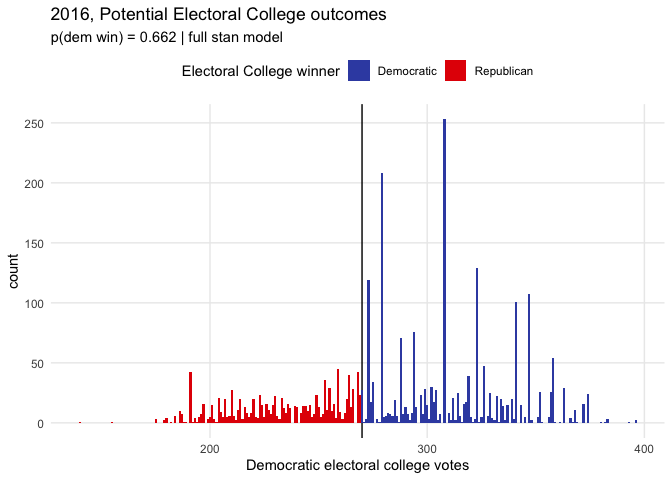 2016, Potential Electoral College outcomes
p(dem win) = 0.662 | full stan model
Electoral College winner Democratic Republican
250
200
150
100
50
0
count
200 300 400
Democratic electoral college votes